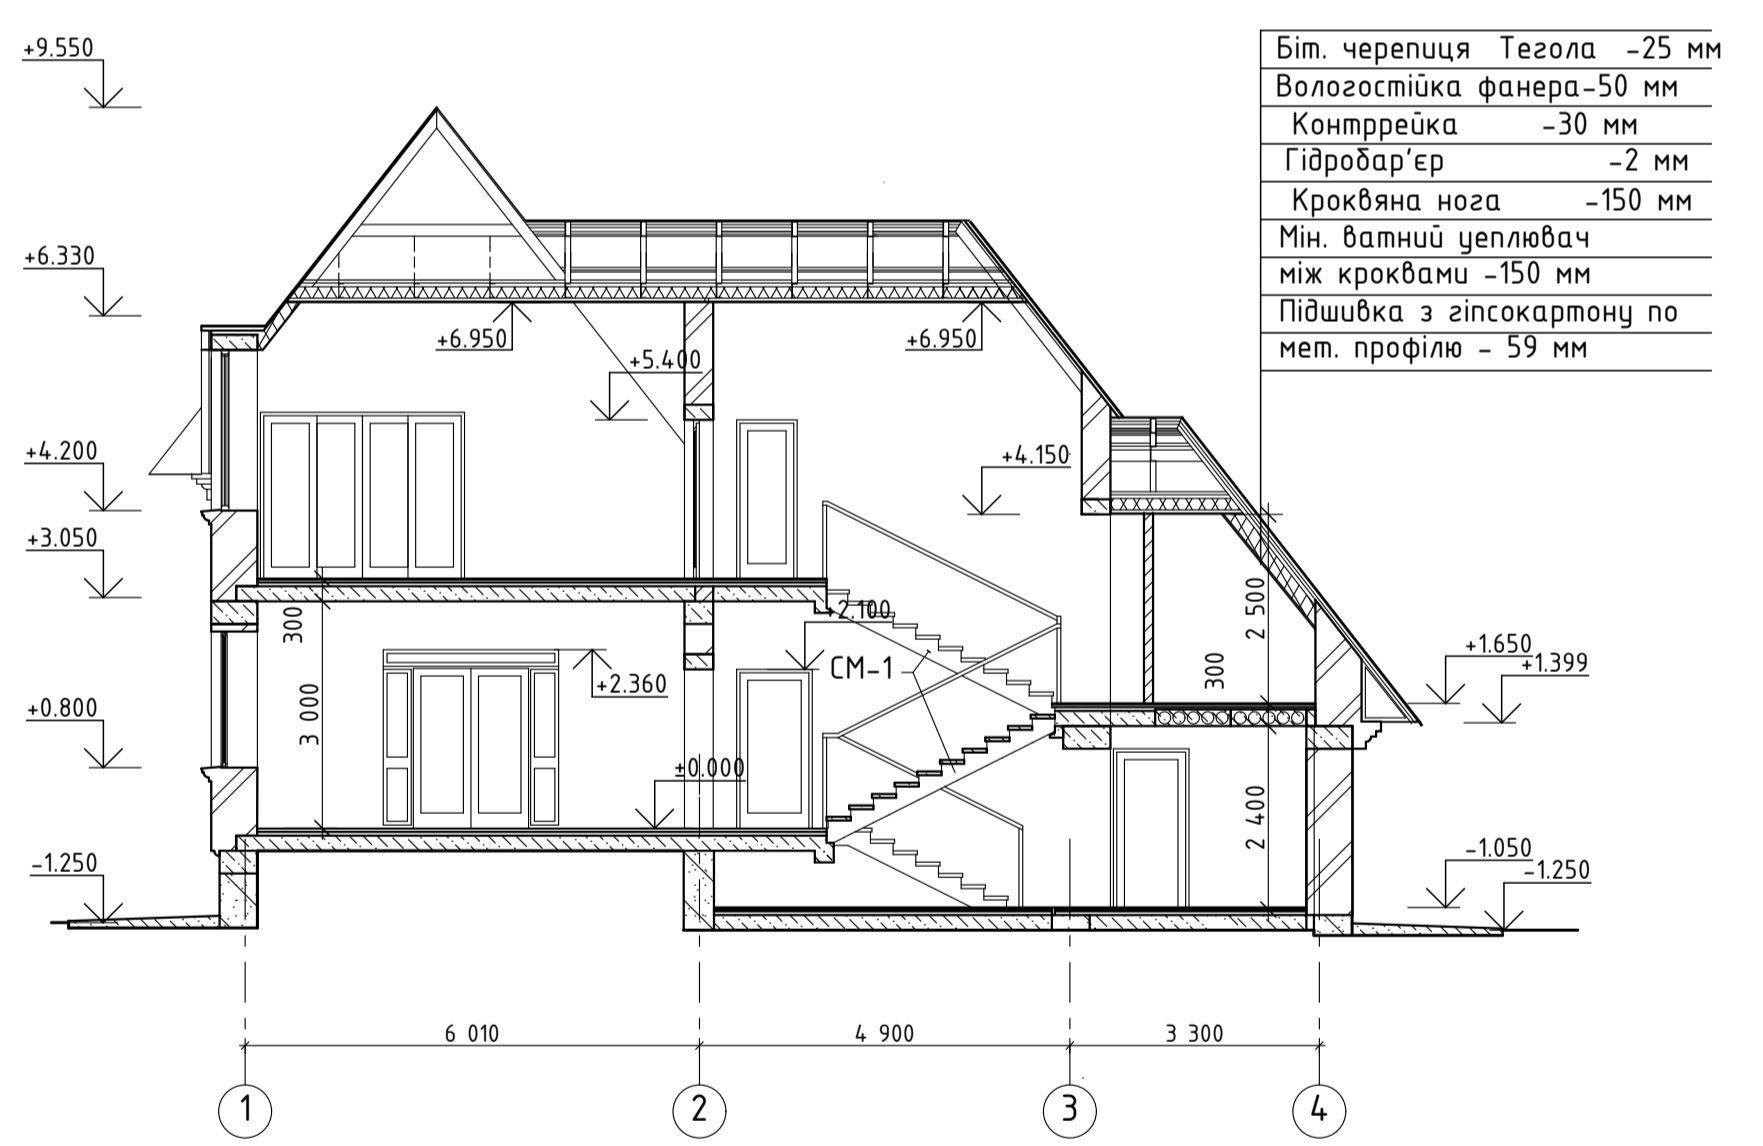 +9.550
Біт. черепиця Тегола -25 мм
Вологостійка фанера-50 мм
Контррейка -30 мм
Гідробар'єр -2 мм
Кроквяна нога -150 мм
Мін. ватний уеплювач
між кроквами -150 мм
Підшивка з гіпсокартону по
мет. профілю - 59 мм
+6.330
+6.950
+6.950
+5.400
+4.200
+4.150
+3.050
300
2 500
+2.100
СМ-1
300
+1.650
+1.399
+2.360
3 000
+0.800
±0.000
2 400
-1.250
-1.050
-1.250
6 010
4 900
3 300
1
2
3
4